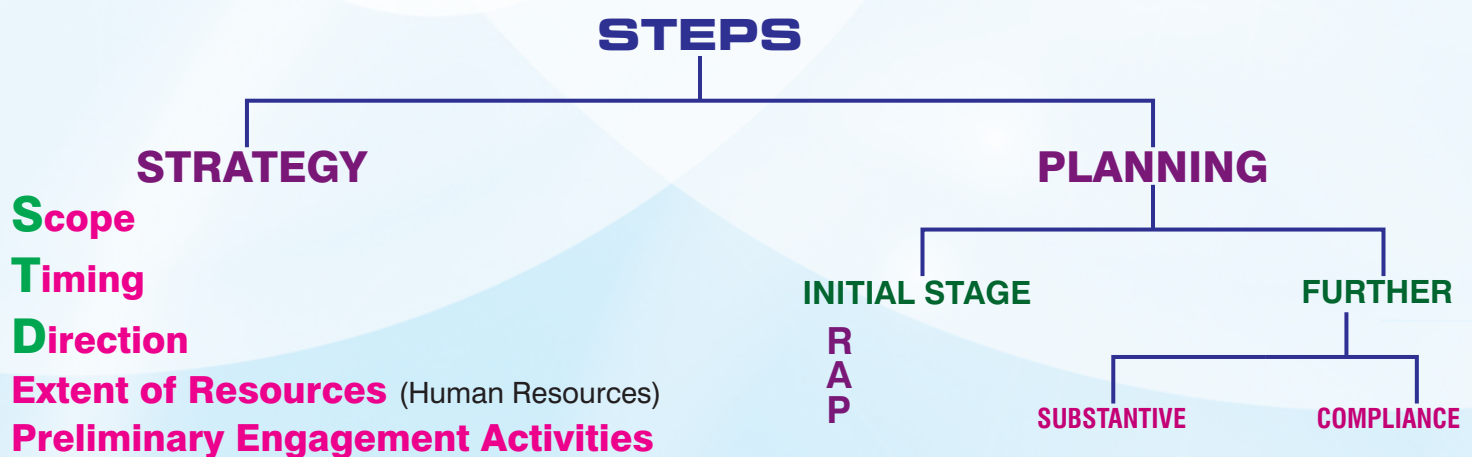 STEPS
STRATEGY
Scope
Timing
Direction
Extent of Resources (Human Resources)
Preliminary Engagement Activities
PLANNING
INITIAL STAGE
R
A
P
FURTHER
SUBSTANTIVE
COMPLIANCE